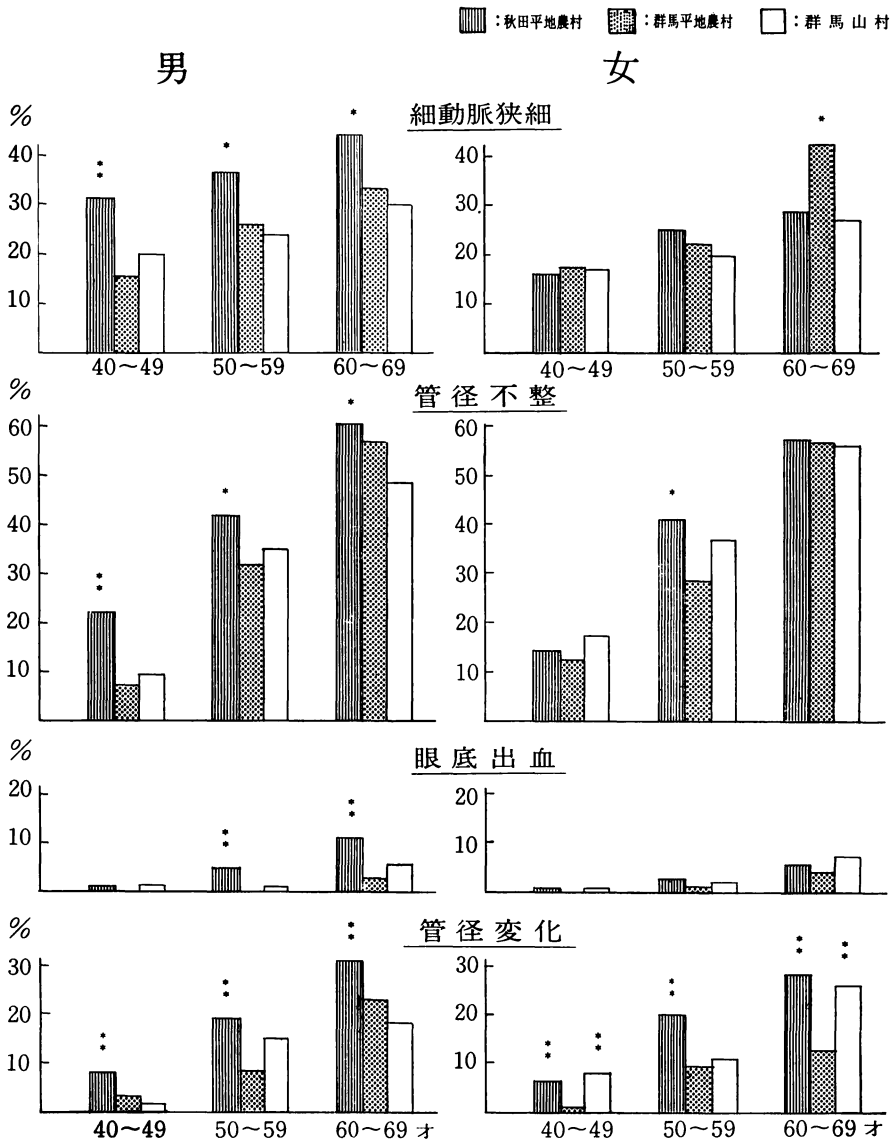 ：秋田平地農村 ：群馬平地農村 ：群馬山村
男 女
細動脈狭細
% * * * * *
40 30 20 10
40 30 20 10
40～49 50～59 60～69 40～49 50～59 60～69
管径不整
% * * * * *
60 50 40 30 20 10
60 50 40 30 20 10
眼底出血
% * * * *
20 10
20 10
管径変化
% * * * * * * * * * * * * * * * *
30 20 10
30 20 10
40～49 50～59 60～69 オ 40～49 50～59 60～69 オ